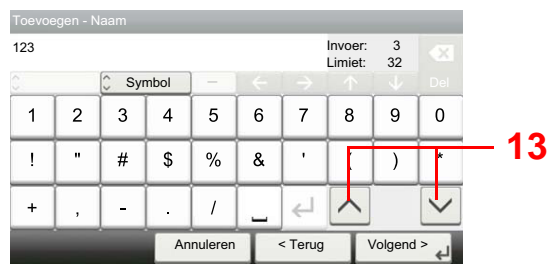 Toevoegen - Naam
123
Invoer: 3
Limiet: 32
Symbol - ← → ↑ ↓ Del
1 2 3 4 5 6 7 8 9 0
! " # $ % & ' ( ) *
+ , - . / _
13
Annuleren < Terug Volgend >